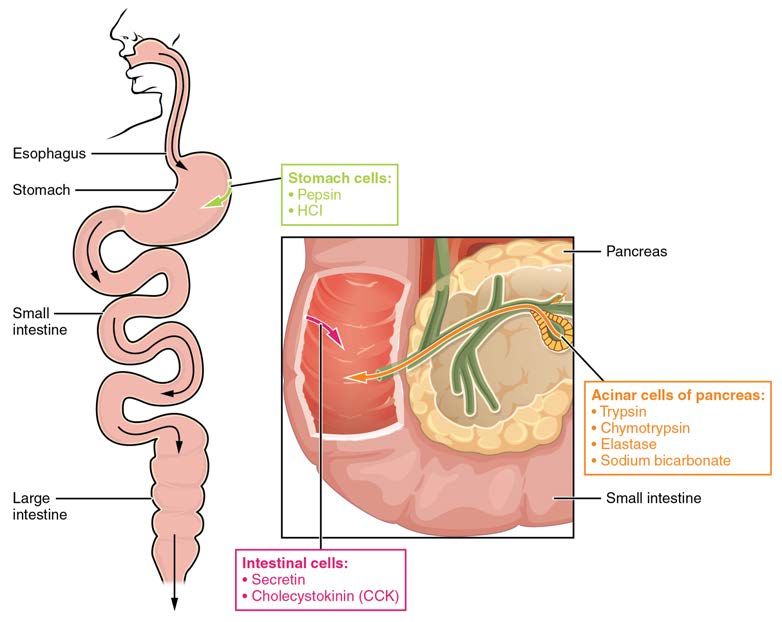 Esophagus
Stomach
Stomach cells:
• Pepsin
• HCl
Pancreas
Small
intestine
Acinar cells of pancreas:
• Trypsin
• Chymotrypsin
• Elastase
• Sodium bicarbonate
Large
intestine
Small intestine
Intestinal cells:
• Secretin
• Cholecystokinin (CCK)